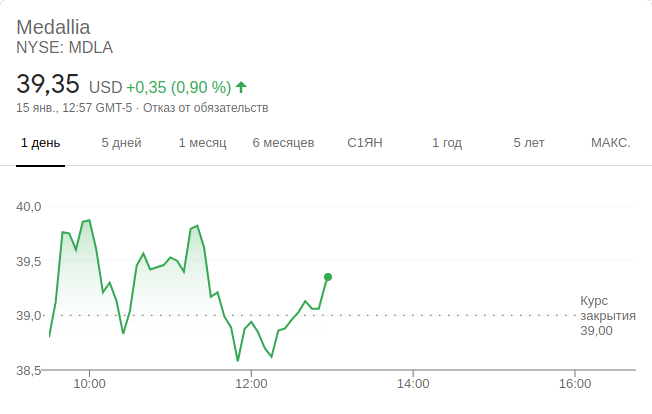 Medallia
NYSE: MDLA
39,35 USD +0,35 (0,90 %)
15 янв., 12:57 GMT-5 · Отказ от обязательств
1 день 5 дней 1 месяц 6 месяцев С1ЯН 1 год 5 лет МАКС.
40,0
39,5
39,0
38,5
Курс
закрытия
39,00
10:00 12:00 14:00 16:00